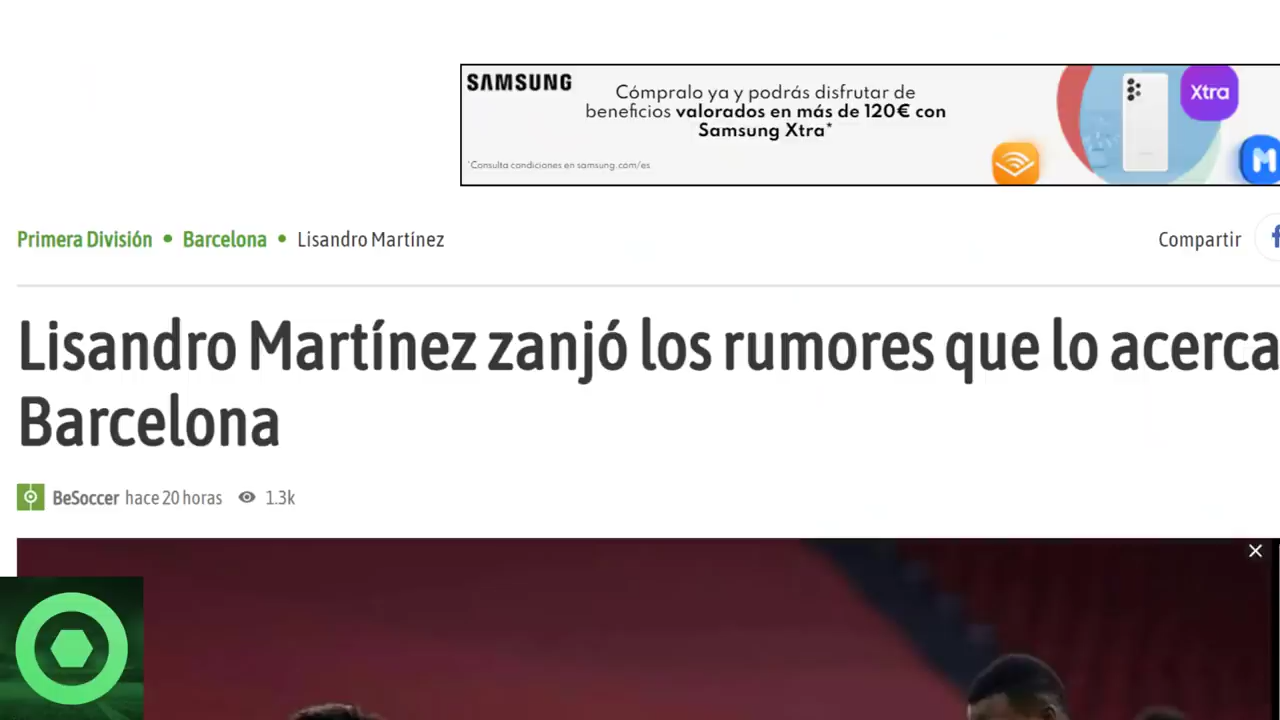 SAMSUNG
Cómpralo ya y podrás disfrutar de
beneficios valorados en más de 120€ con
Samsung Xtra*
*Consulta condiciones en samsung.com/es
Xtra
M
Primera División • Barcelona • Lisandro Martínez
Compartir
Lisandro Martínez zanjó los rumores que lo acerca
Barcelona
BeSoccer hace 20 horas 1.3k